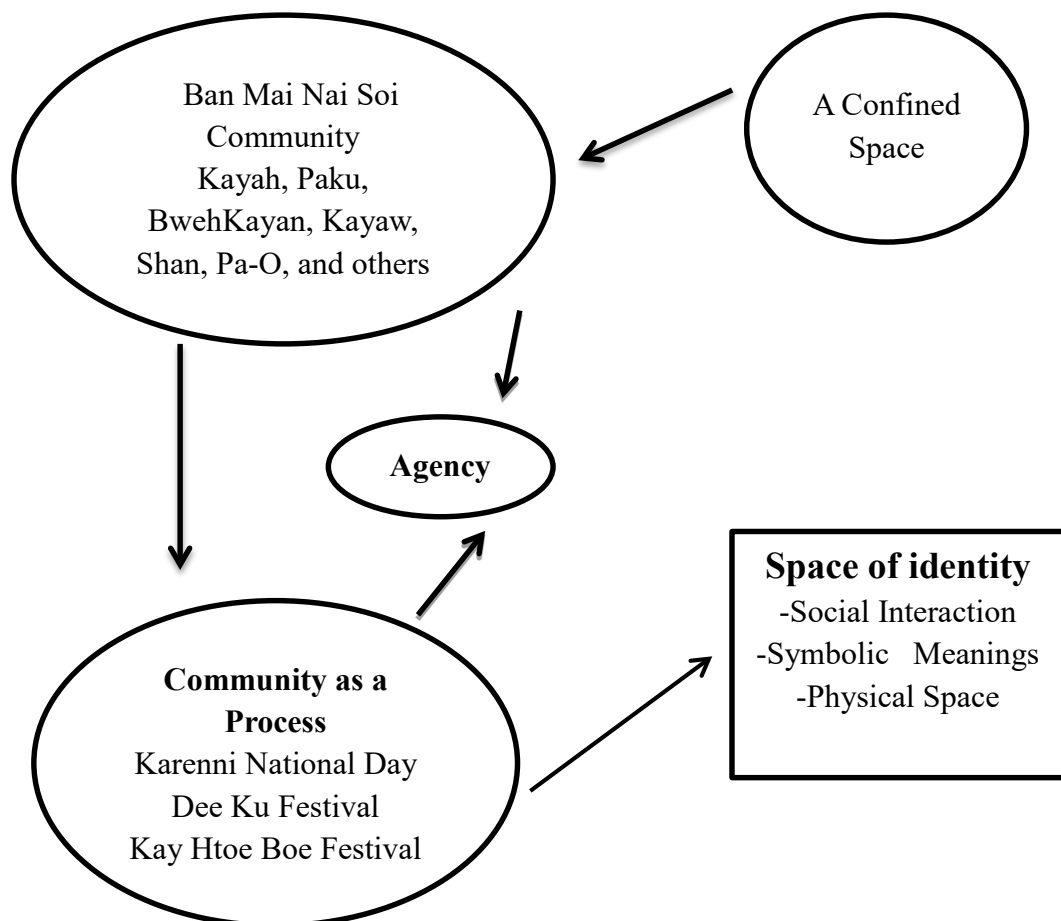 Ban Mai Nai Soi
Community
Kayah, Paku,
BwehKayan, Kayaw,
Shan, Pa-O, and others
A Confined
Space
Agency
Space of identity
-Social Interaction
-Symbolic Meanings
-Physical Space
Community as a
Process
Karenni National Day
Dee Ku Festival
Kay Htoe Boe Festival